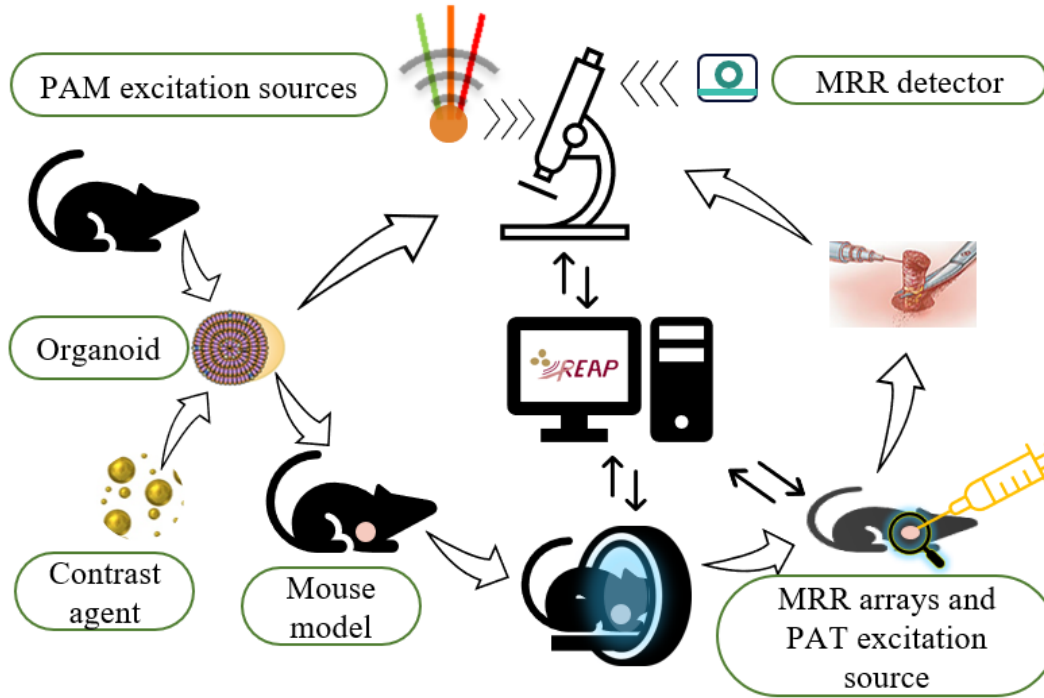 PAM excitation sources
MRR detector
Organoid
REAP
Contrast
agent
Mouse
model
MRR arrays and
PAT excitation
source